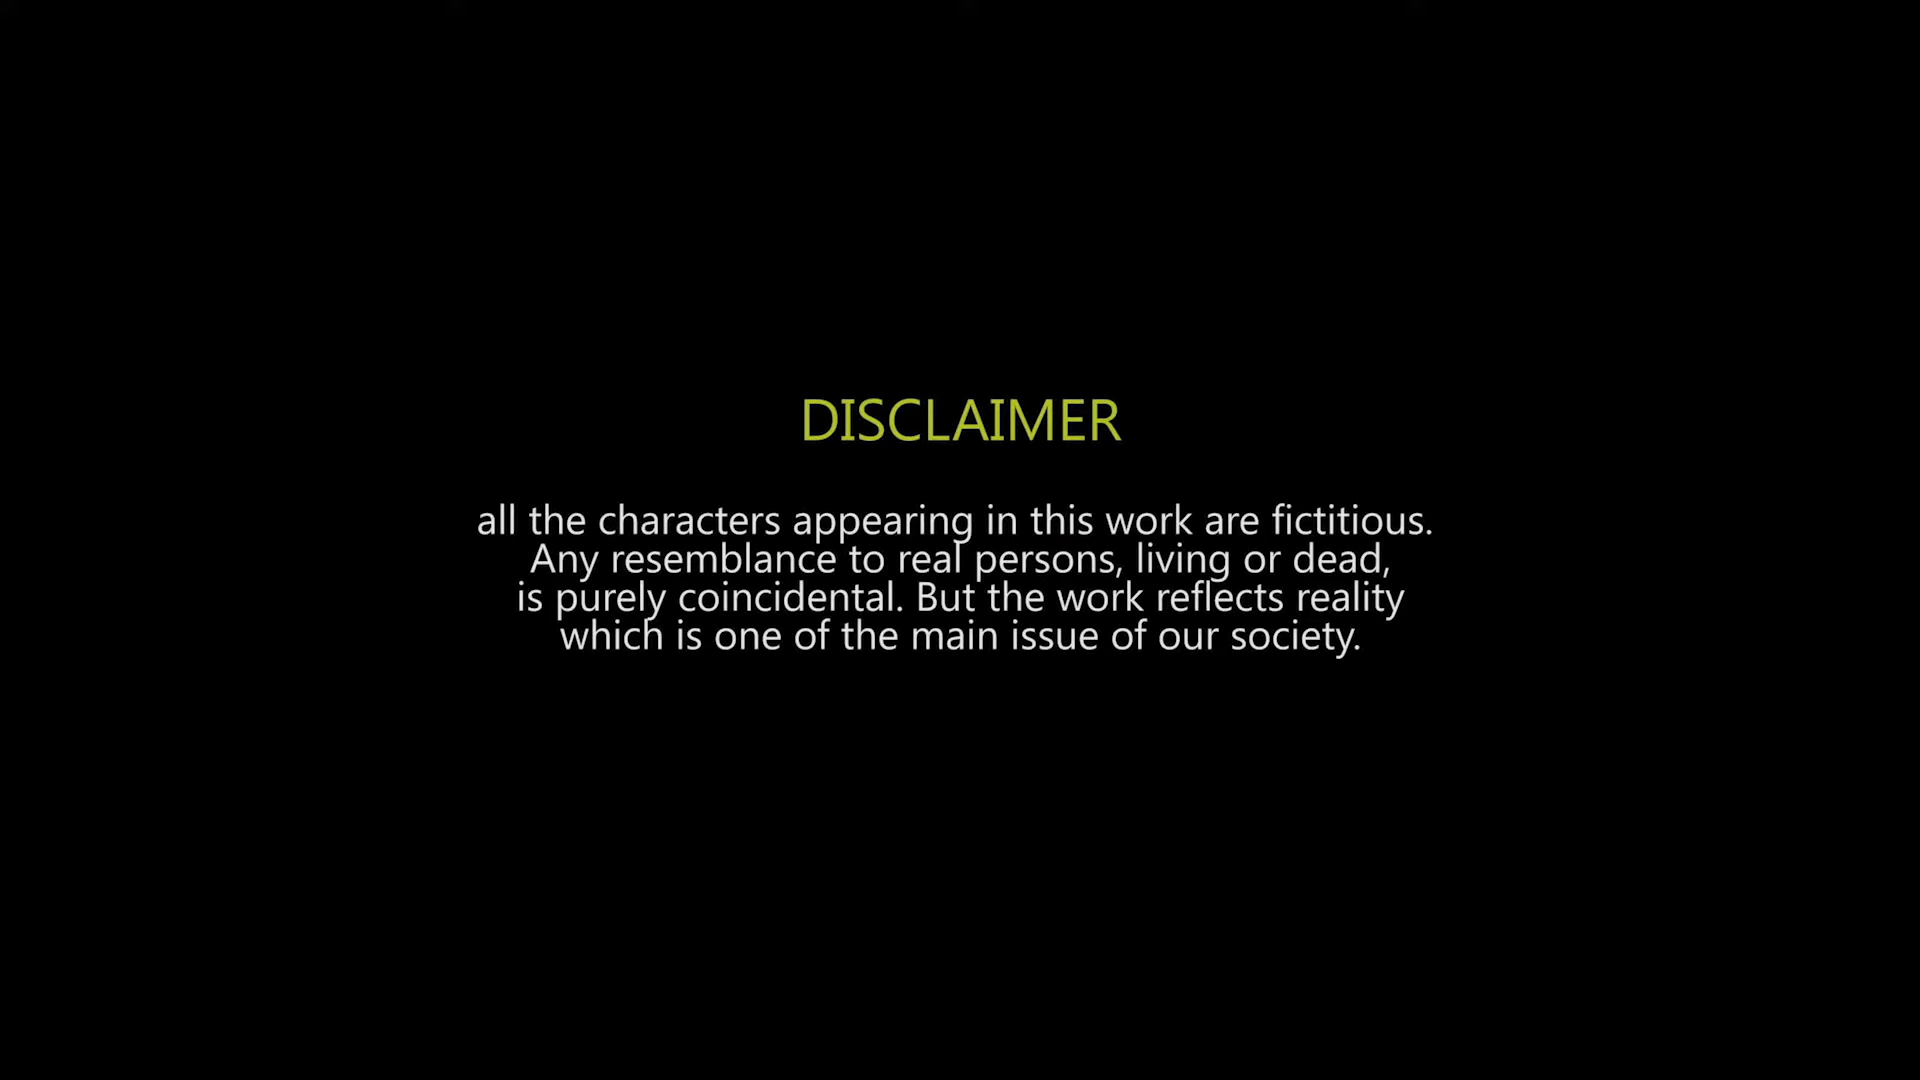 DISCLAIMER
all the characters appearing in this work are fictitious.
Any resemblance to real persons, living or dead,
is purely coincidental. But the work reflects reality
which is one of the main issue of our society.